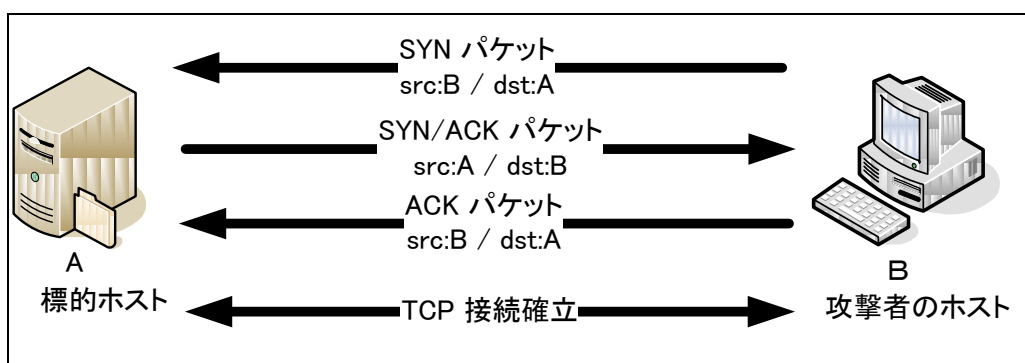 SYN パケット
src:B / dst:A
SYN/ACK パケット
src:A / dst:B
ACK パケット
src:B / dst:A
A
標的ホスト
TCP 接続確立
B
攻撃者のホスト